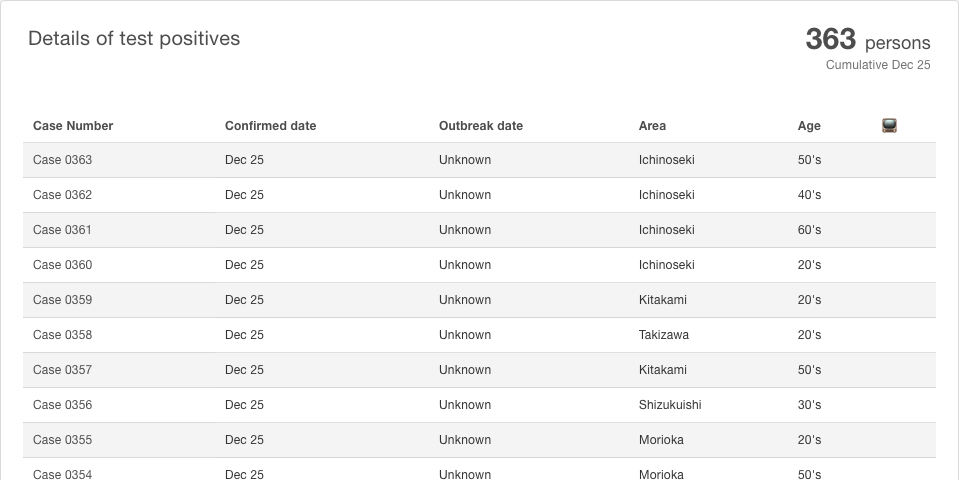 Details of test positives
363 persons
Cumulative Dec 25
Case Number Confirmed date Outbreak date Area Age
Case 0363 Dec 25 Unknown Ichinoseki 50's
Case 0362 Dec 25 Unknown Ichinoseki 40's
Case 0361 Dec 25 Unknown Ichinoseki 60's
Case 0360 Dec 25 Unknown Ichinoseki 20's
Case 0359 Dec 25 Unknown Kitakami 20's
Case 0358 Dec 25 Unknown Takizawa 20's
Case 0357 Dec 25 Unknown Kitakami 50's
Case 0356 Dec 25 Unknown Shizukuishi 30's
Case 0355 Dec 25 Unknown Morioka 20's
Case 0354 Dec 25 Unknown Morioka 50's